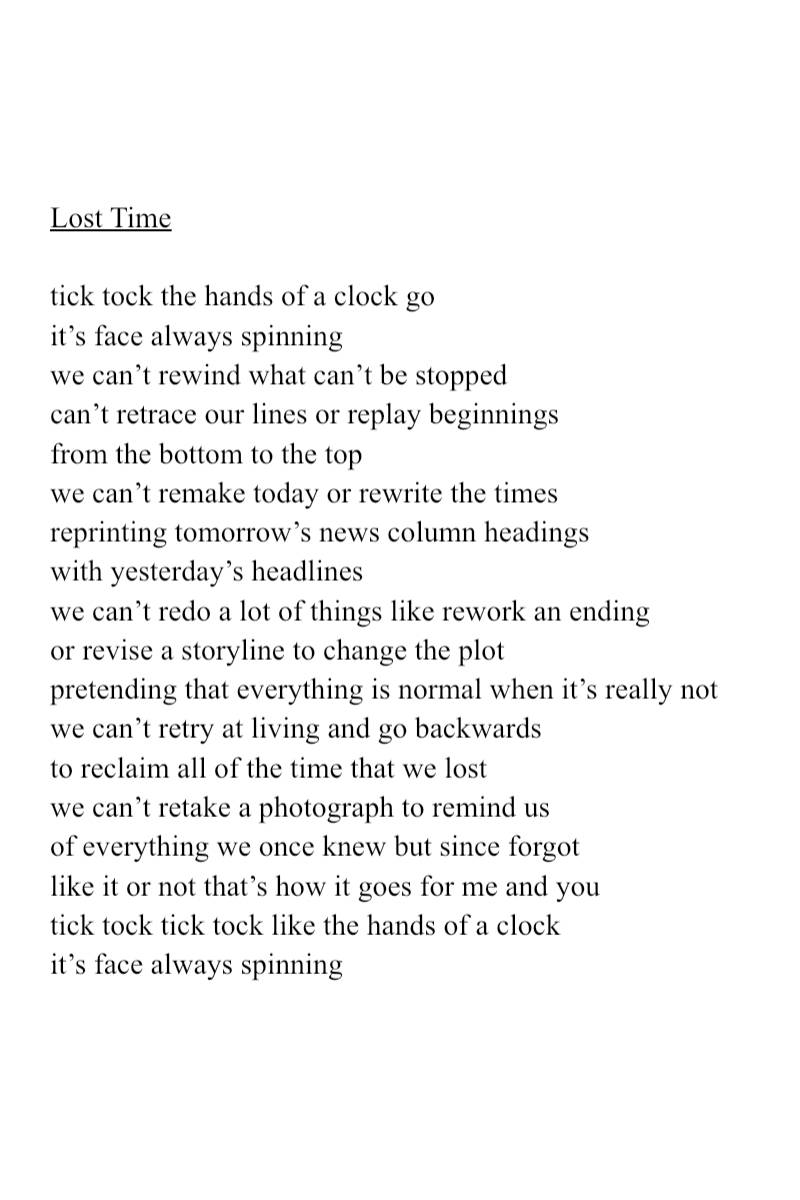 Lost Time
tick tock the hands of a clock go
it’s face always spinning
we can’t rewind what can’t be stopped
can’t retrace our lines or replay beginnings
from the bottom to the top
we can’t remake today or rewrite the times
reprinting tomorrow’s news column headings
with yesterday’s headlines
we can’t redo a lot of things like rework an ending
or revise a storyline to change the plot
pretending that everything is normal when it’s really not
we can’t retry at living and go backwards
to reclaim all of the time that we lost
we can’t retake a photograph to remind us
of everything we once knew but since forgot
like it or not that’s how it goes for me and you
tick tock tick tock like the hands of a clock
it’s face always spinning